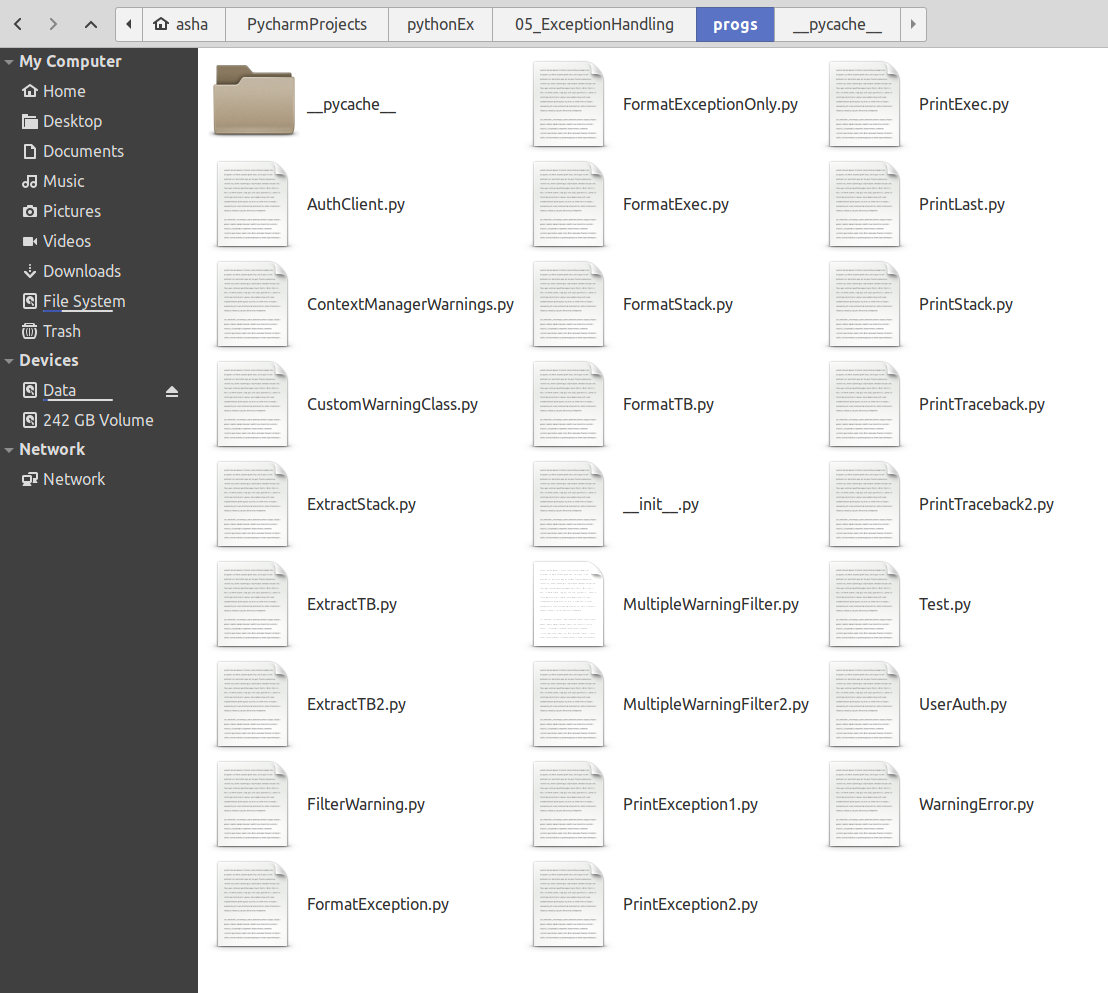 asha PycharmProjects pythonEx 05_ExceptionHandling progs __pycache__
My Computer
Home
Desktop
Documents
Music
Pictures
Videos
Downloads
File System
Trash
Devices
Data
242 GB Volume
Network
Network
__pycache__
AuthClient.py
ContextManagerWarnings.py
CustomWarningClass.py
ExtractStack.py
ExtractTB.py
ExtractTB2.py
FilterWarning.py
FormatException.py
FormatExceptionOnly.py
FormatExec.py
FormatStack.py
FormatTB.py
__init__.py
MultipleWarningFilter.py
MultipleWarningFilter2.py
PrintException1.py
PrintException2.py
PrintExec.py
PrintLast.py
PrintStack.py
PrintTraceback.py
PrintTraceback2.py
Test.py
UserAuth.py
WarningError.py